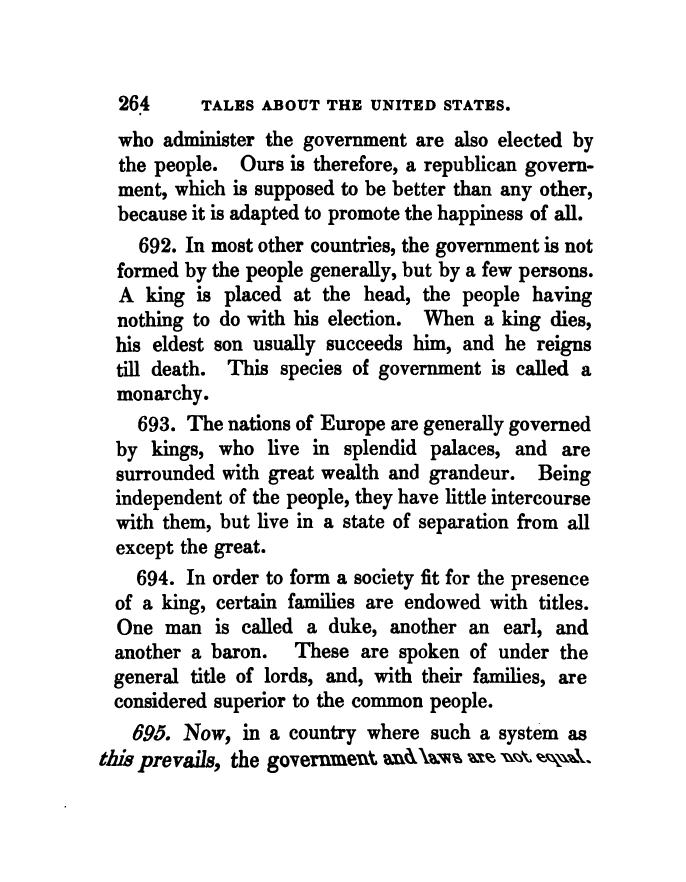 264 TALES ABOUT THE UNITED STATES.
who administer the government are also elected by
the people. Ours is therefore, a republican govern-
ment, which is supposed to be better than any other,
because it is adapted to promote the happiness of all.
692. In most other countries, the government is not
formed by the people generally, but by a few persons.
A king is placed at the head, the people having
nothing to do with his election. When a king dies,
his eldest son usually succeeds him, and he reigns
till death. This species of government is called a
monarchy.
693. The nations of Europe are generally governed
by kings, who live in splendid palaces, and are
surrounded with great wealth and grandeur. Being
independent of the people, they have little intercourse
with them, but live in a state of separation from all
except the great.
694. In order to form a society fit for the presence
of a king, certain families are endowed with titles.
One man is called a duke, another an earl, and
another a baron. These are spoken of under the
general title of lords, and, with their families, are
considered superior to the common people.
695. Now, in a country where such a system as
this prevails, the government and laws are not equal.